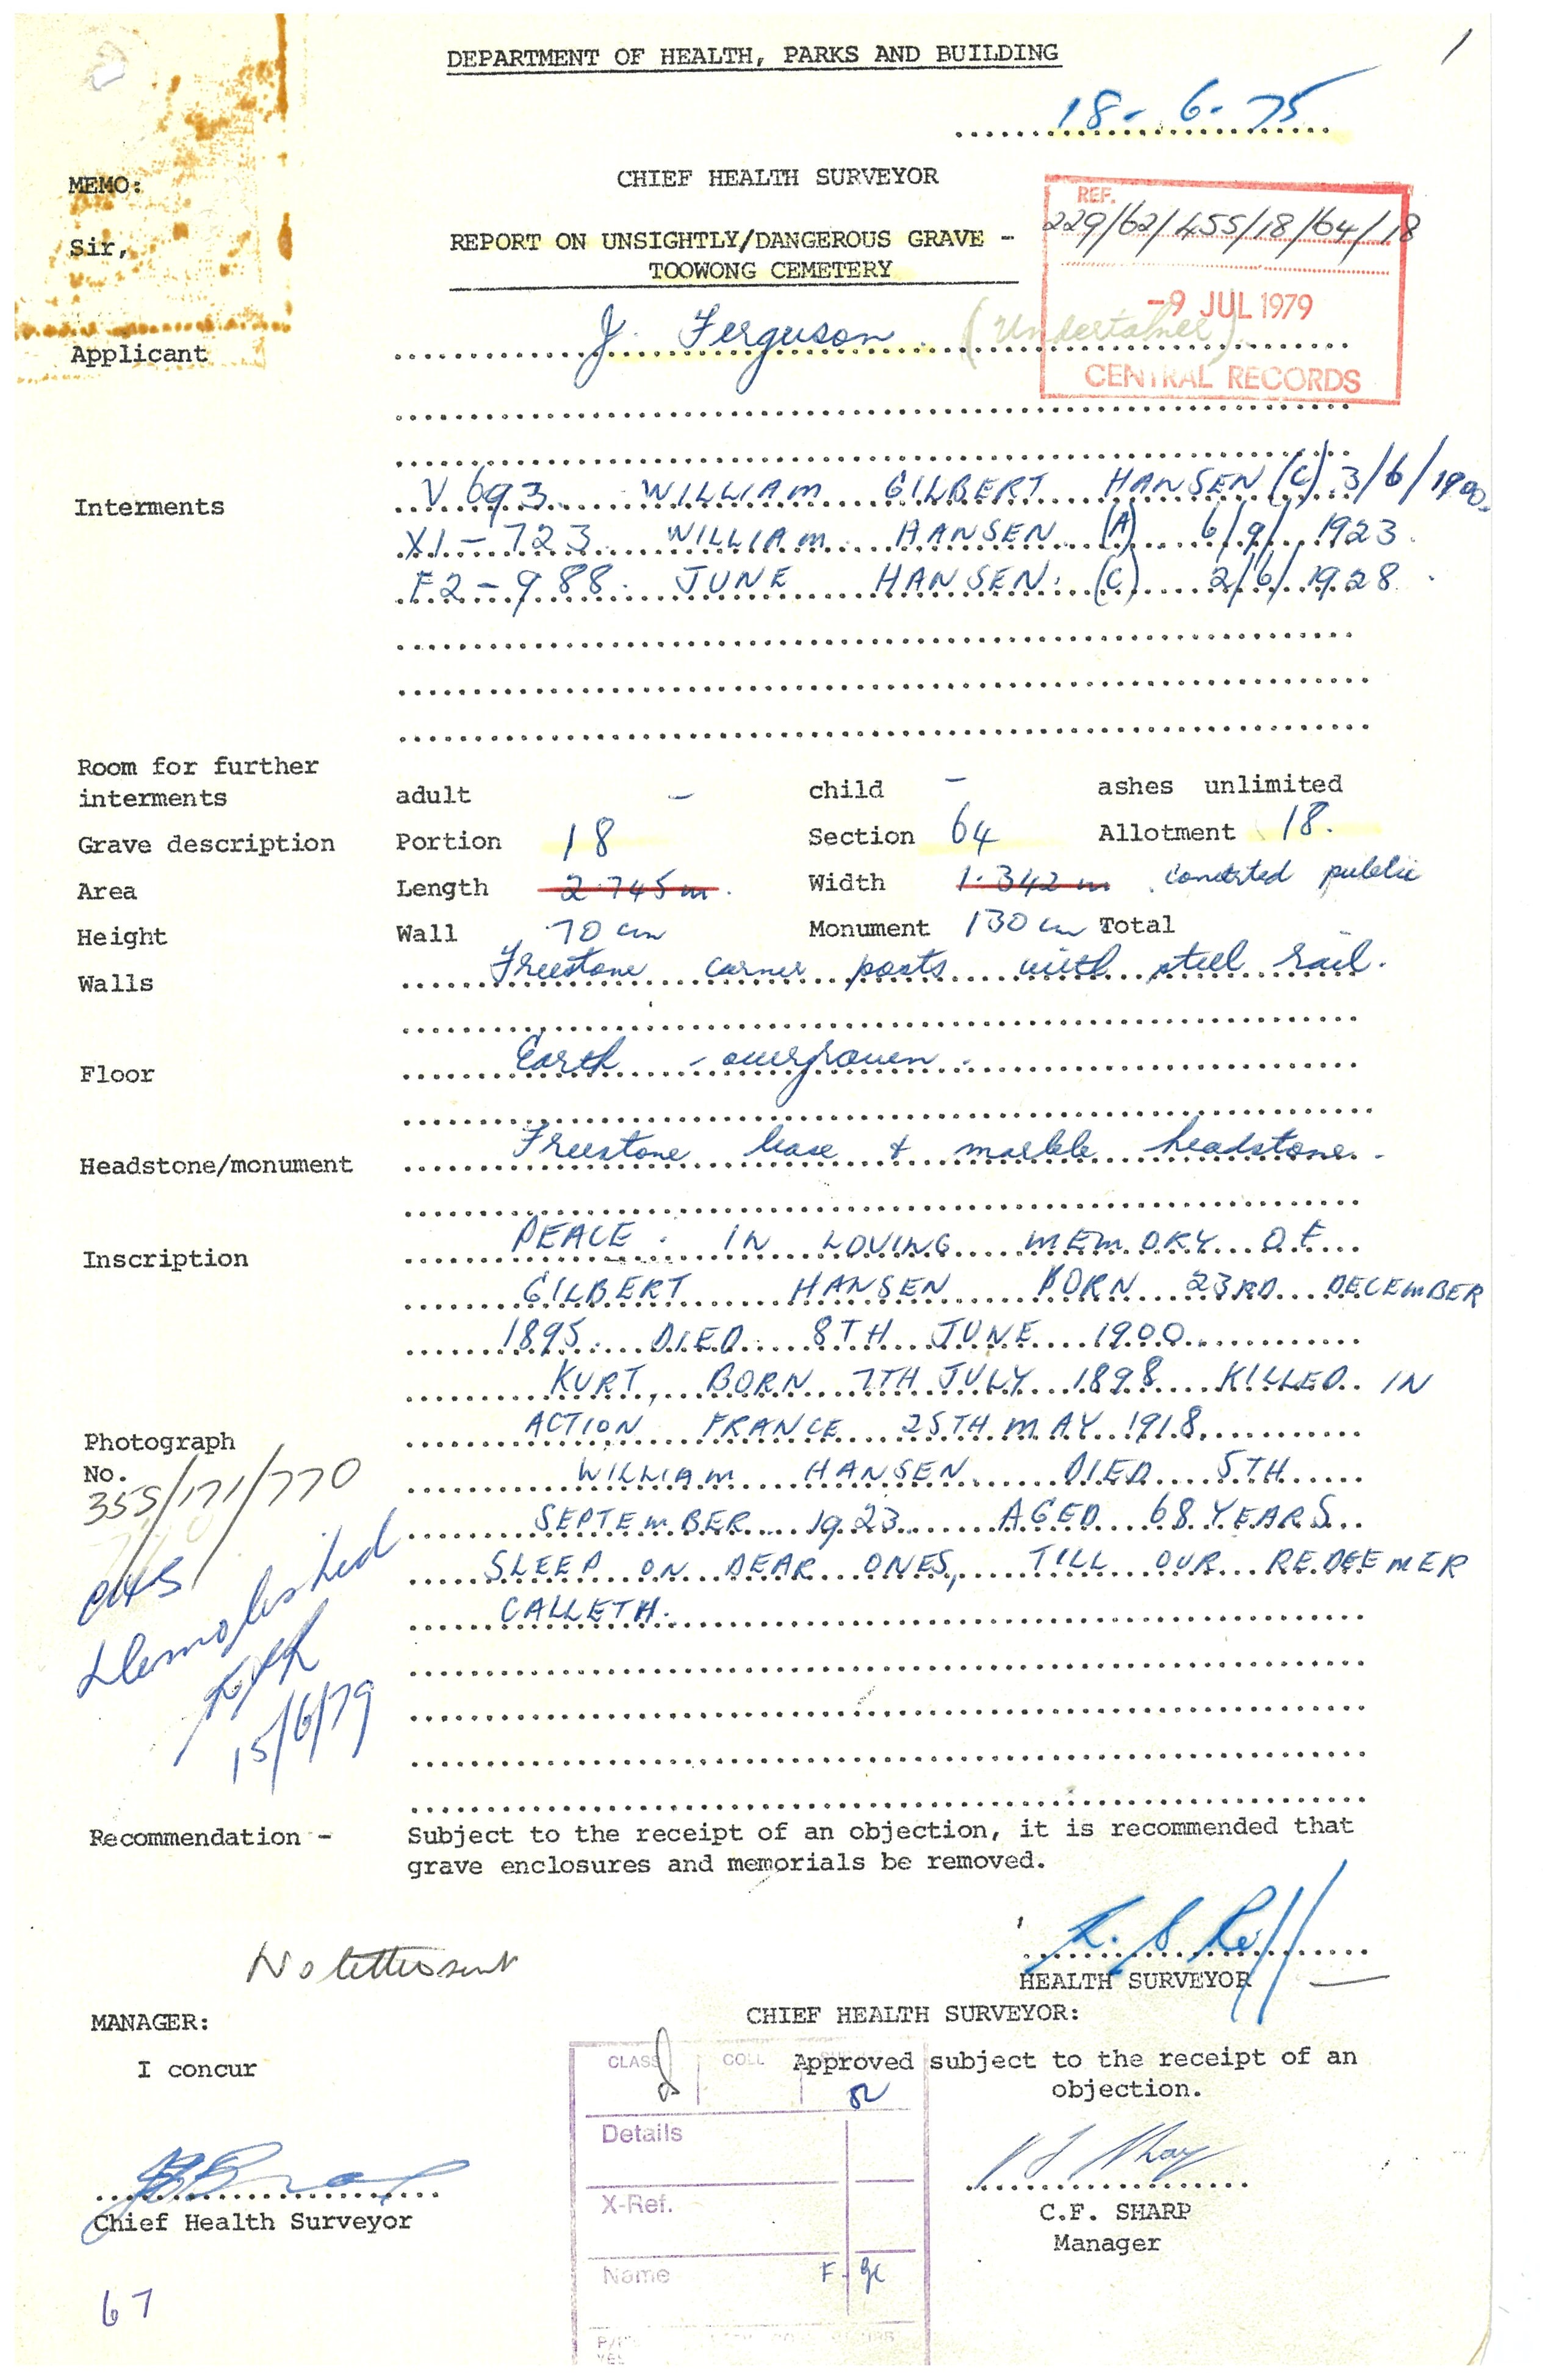 1
DEPARTMENT OF HEALTH, PARKS AND BUILDING
18-6-75
MEMO:
CHIEF HEALTH SURVEYOR
Sir,
REPORT ON UNSIGHTLY/DANGEROUS GRAVE -
TOOWONG CEMETERY
REF.
229/62/455/18/64/18
-9 JUL 1979
CENTRAL RECORDS
Applicant J. Ferguson. (Undertaker)
Interments V693. WILLIAM GILBERT HANSEN (C) 3/6/1900.
XI-723 WILLIAM HANSEN (A) 6/9/1923.
F2-988. JUNE HANSEN. (C) 2/6/1928.
Room for further
interments adult - child - ashes unlimited
Grave description Portion 18 Section 64 Allotment 18.
Area Length 2.745m. Width 1.342 m public
Height Wall 70 cm Monument 130 cm Total
Walls Freestone corner posts with steel rail.
Floor Earth - overgrown.
Headstone/monument Freestone base & marble headstone.
Inscription PEACE. IN LOVING MEMORY OF
GILBERT HANSEN BORN 23RD DECEMBER
1895. DIED 8TH JUNE 1900
KURT, BORN 7TH JULY 1898 KILLED IN
ACTION FRANCE 25TH MAY 1918.
Photograph
No.
355/171/770
WILLIAM HANSEN DIED 5TH
SEPTEMBER 1923 AGED 68 YEARS
SLEEP ON DEAR ONES, TILL OUR REDEEMER
CALLETH.
CHS
Demolished
15/6/79
Recommendation - Subject to the receipt of an objection, it is recommended that
grave enclosures and memorials be removed.
No letter sent
HEALTH SURVEYOR
MANAGER:
CHIEF HEALTH SURVEYOR:
I concur
Approved subject to the receipt of an
objection.
CLASS COLL
Details
X-Ref.
Name F
Chief Health Surveyor
C.F. SHARP
Manager
67